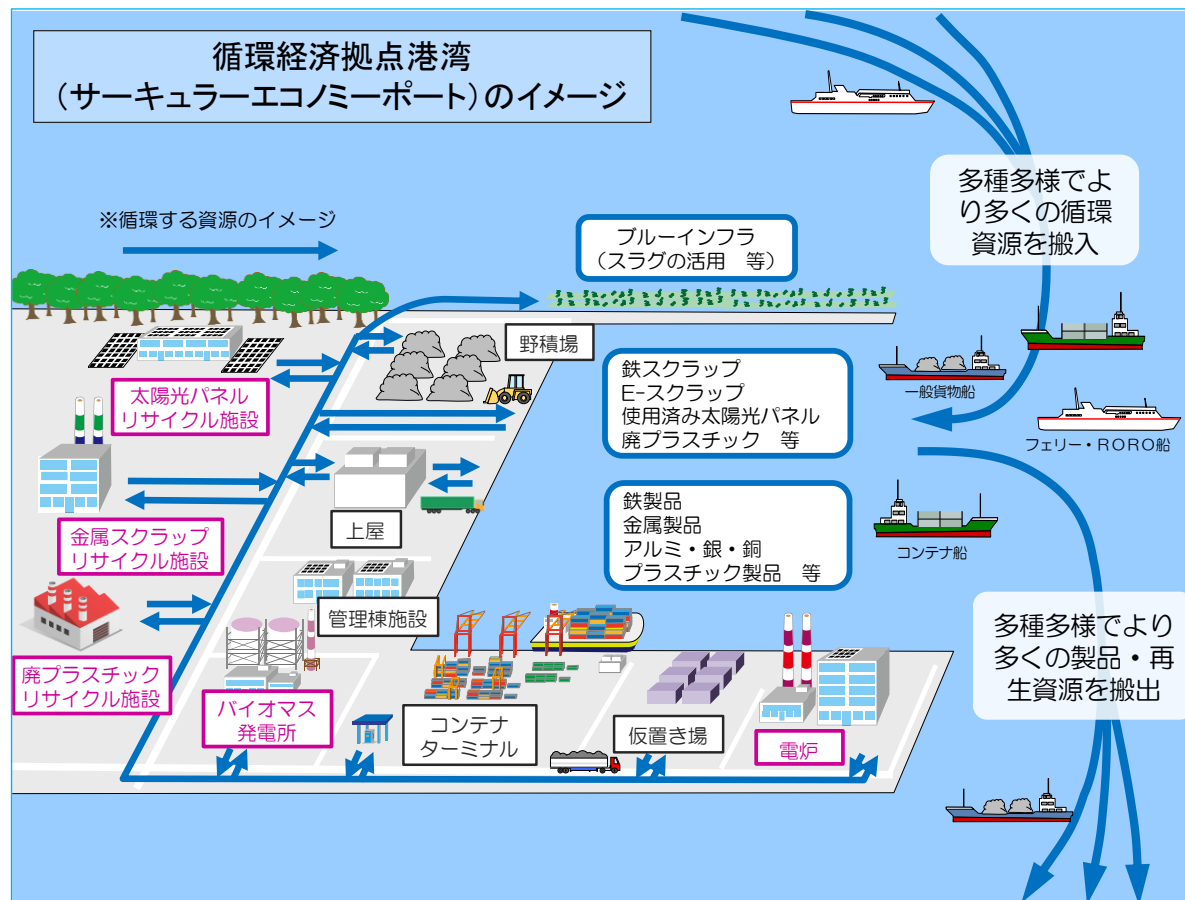 循環経済拠点港湾
（サーキュラーエコノミーポート）のイメージ
※循環する資源のイメージ
多種多様でよ
り多くの循環
資源を搬入
ブルーインフラ
（スラグの活用　等）
野積場
太陽光パネル
リサイクル施設
鉄スクラップ
E-スクラップ
使用済み太陽光パネル
廃プラスチック　等
一般貨物船
フェリー・RORO船
金属スクラップ
リサイクル施設
上屋
鉄製品
金属製品
アルミ・銀・銅
プラスチック製品　等
コンテナ船
管理棟施設
廃プラスチック
リサイクル施設
バイオマス
発電所
コンテナ
ターミナル
仮置き場
電炉
多種多様でより
多くの製品・再
生資源を搬出